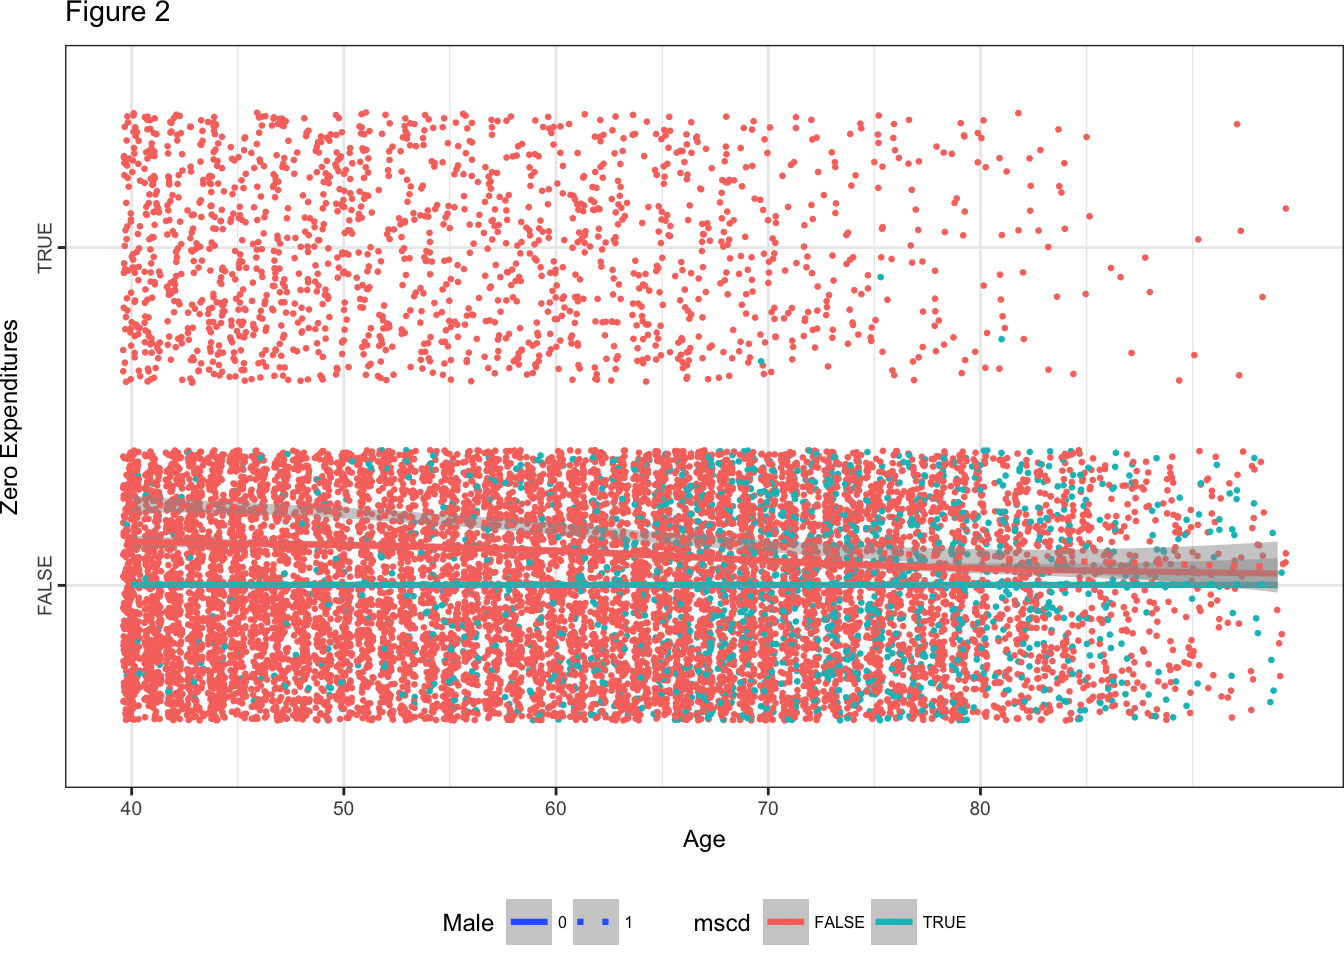 Figure 2
Zero Expenditures
TRUE
FALSE
40 50 60 70 80
Age
Male 0 1 mscd FALSE TRUE